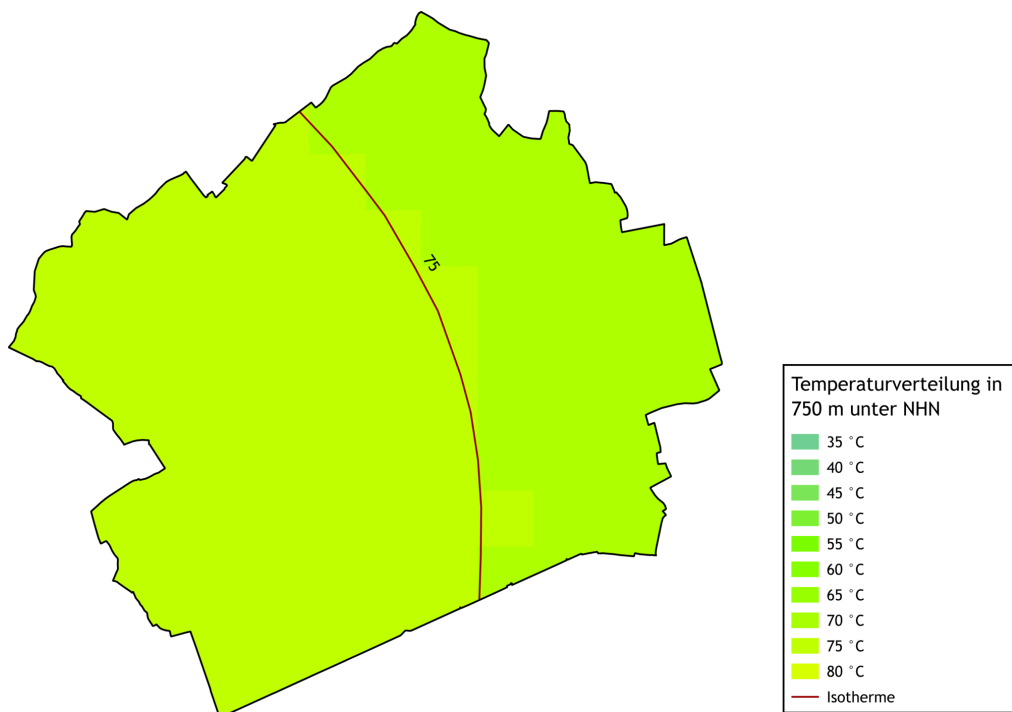 75
Temperaturverteilung in
750 m unter NHN
35 °C
40 °C
45 °C
50 °C
55 °C
60 °C
65 °C
70 °C
75 °C
80 °C
Isotherme